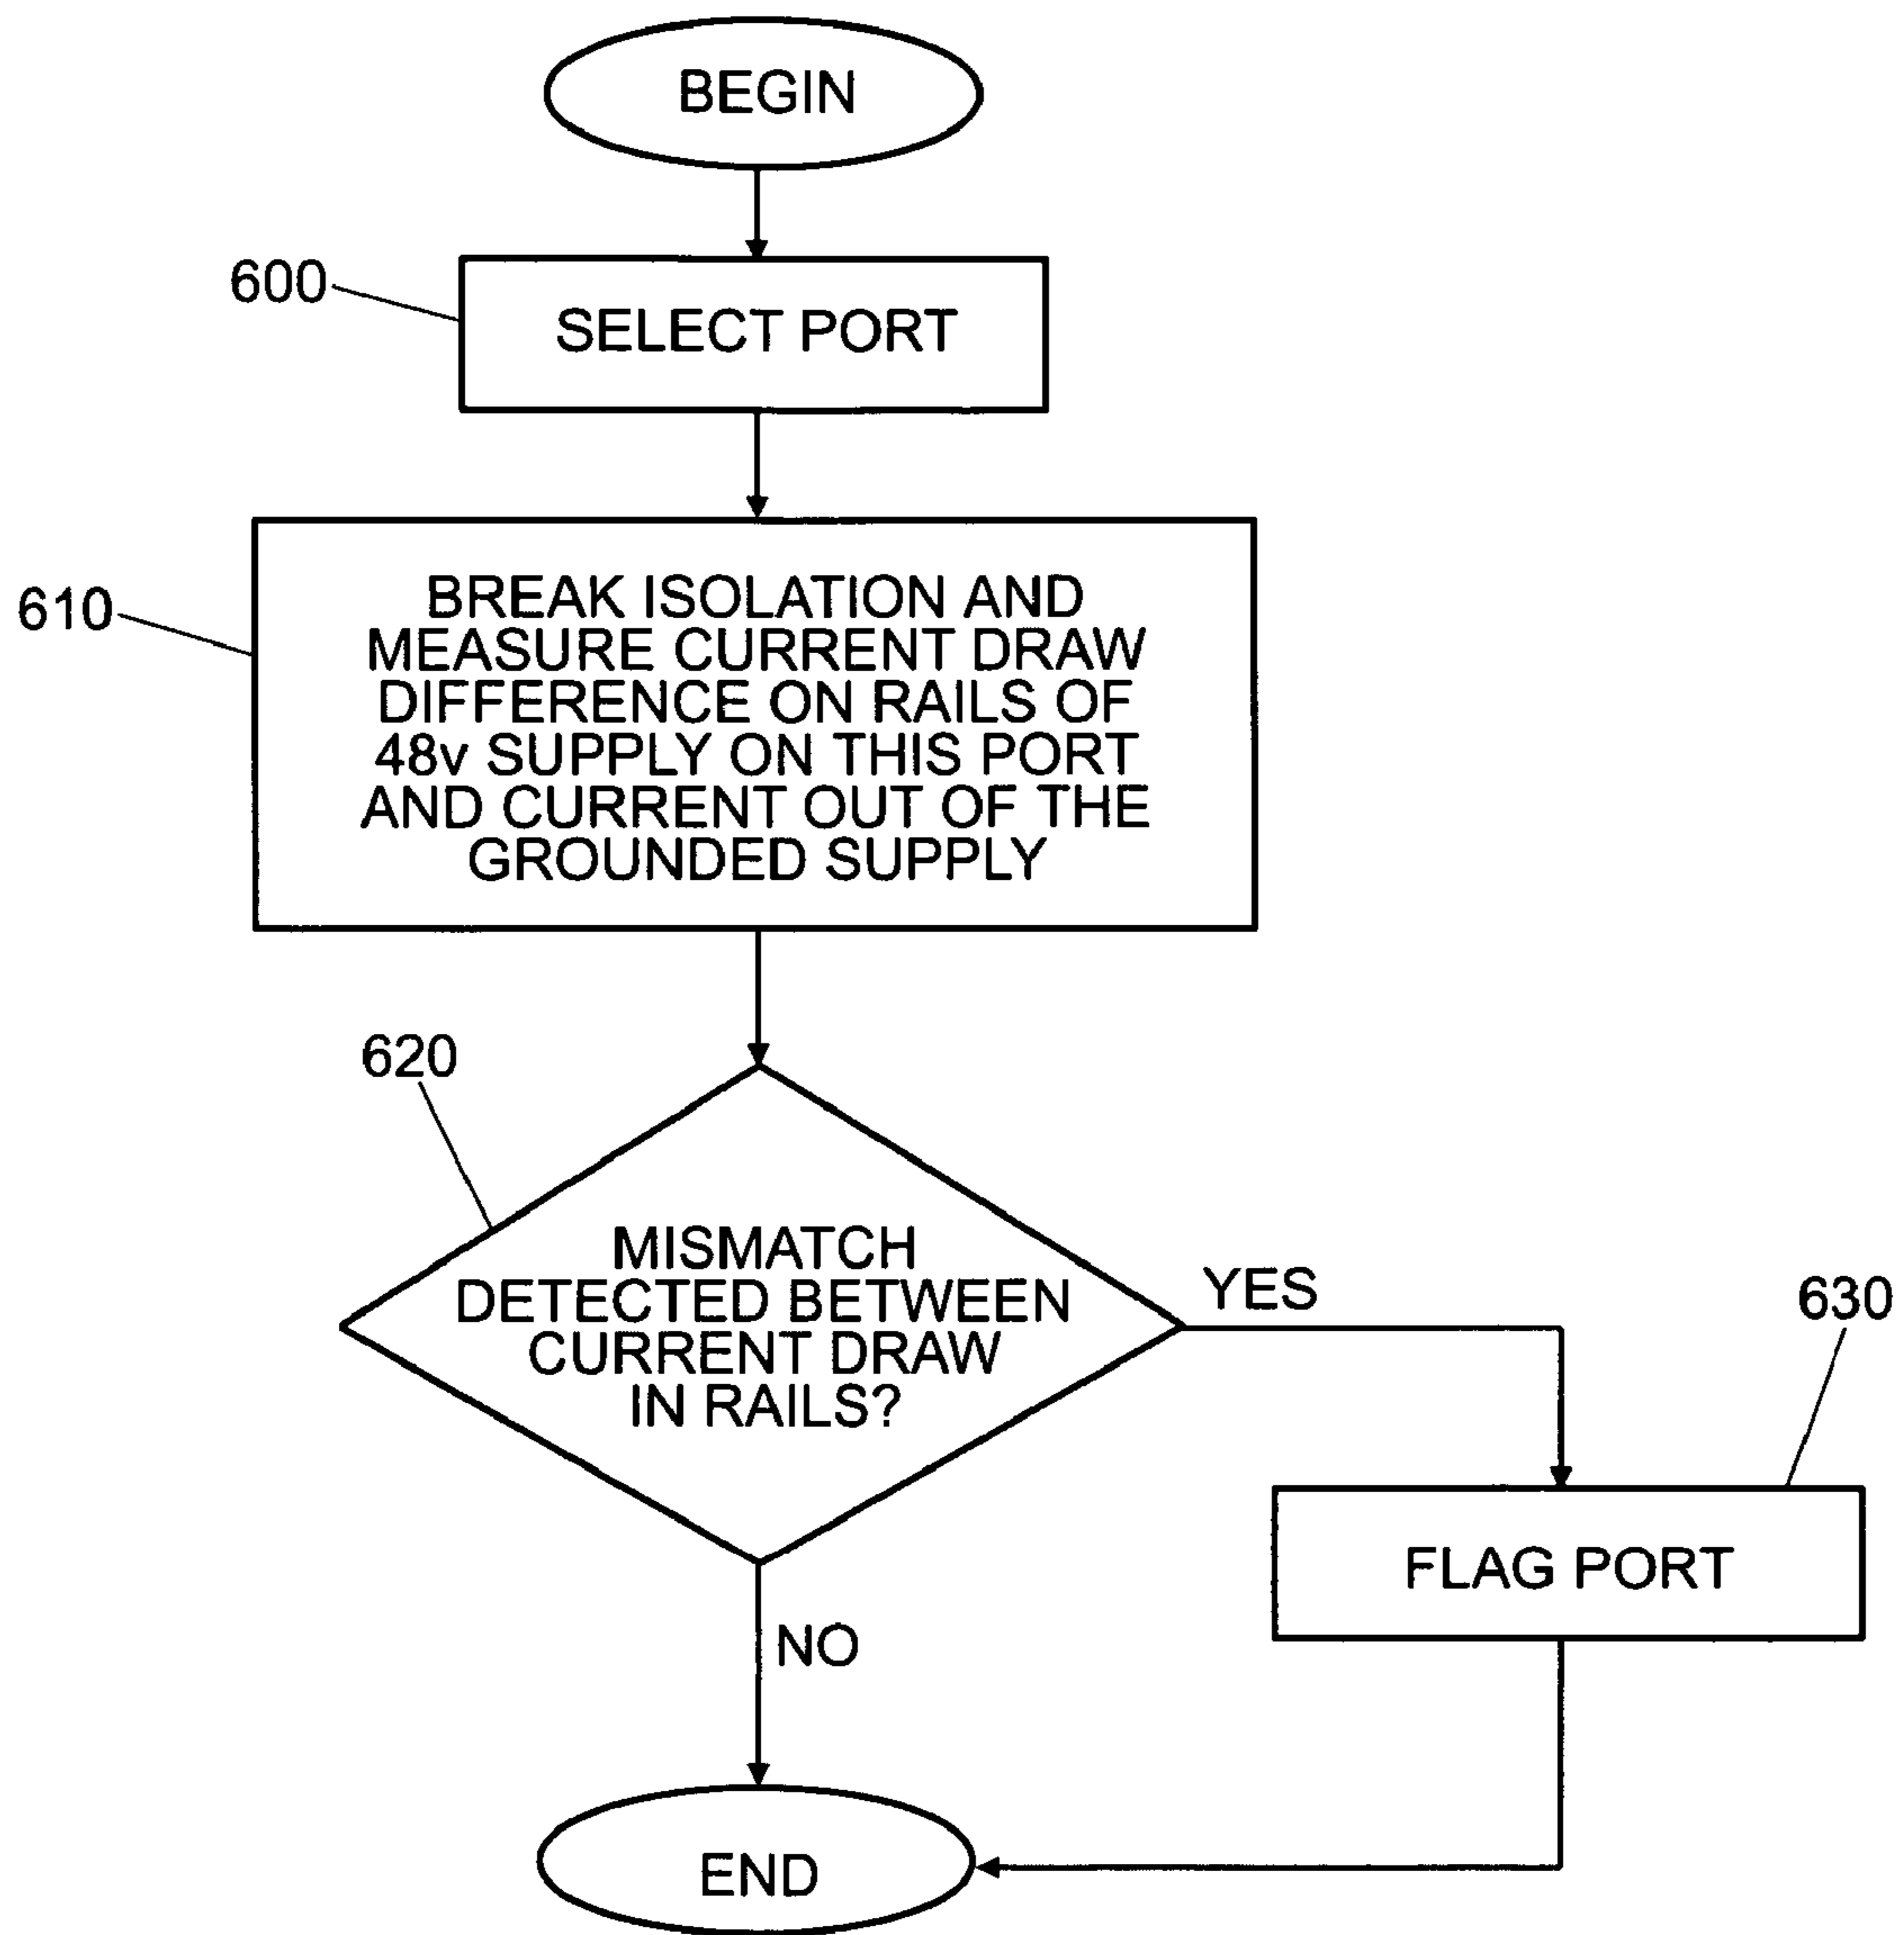 BEGIN
600
SELECT PORT
610
BREAK ISOLATION AND
MEASURE CURRENT DRAW
DIFFERENCE ON RAILS OF
48v SUPPLY ON THIS PORT
AND CURRENT OUT OF THE
GROUNDED SUPPLY
620
MISMATCH
DETECTED BETWEEN
CURRENT DRAW
IN RAILS?
YES
630
FLAG PORT
NO
END